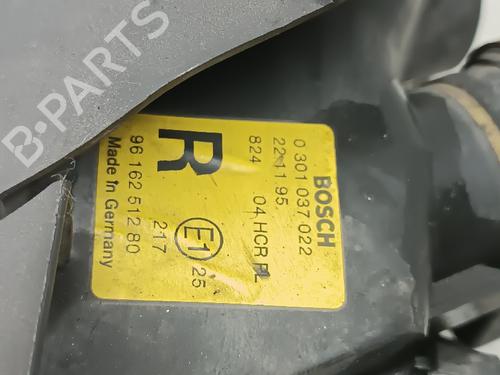 B-PARTS
BOSCH
0 301 037 022
22 11 95
824 04 HCR PL
R
E1 25
217
96 162 512 80
Made in Germany